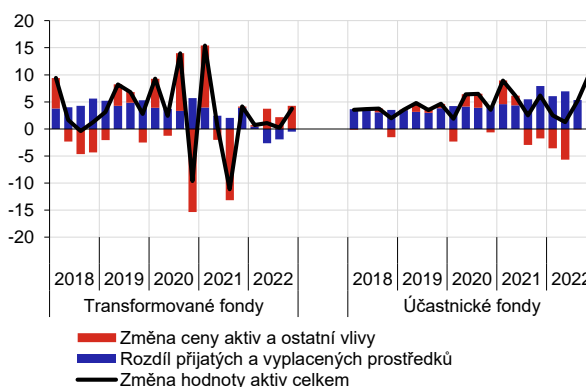 20
15
10
5
0
-5
-10
-15
-20
2018 2019 2020 2021 2022 2018 2019 2020 2021 2022
Transformované fondy Účastnické fondy
Změna ceny aktiv a ostatní vlivy
Rozdíl přijatých a vyplacených prostředků
Změna hodnoty aktiv celkem